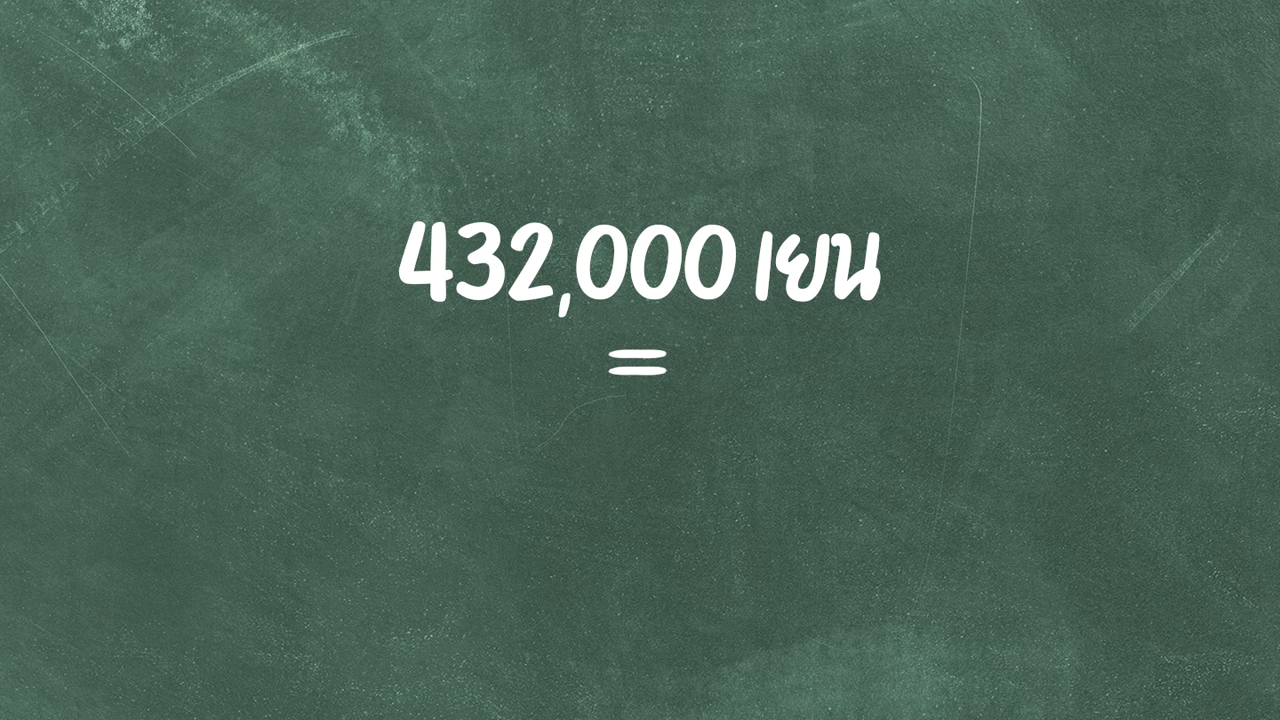 432,000 เยน
=